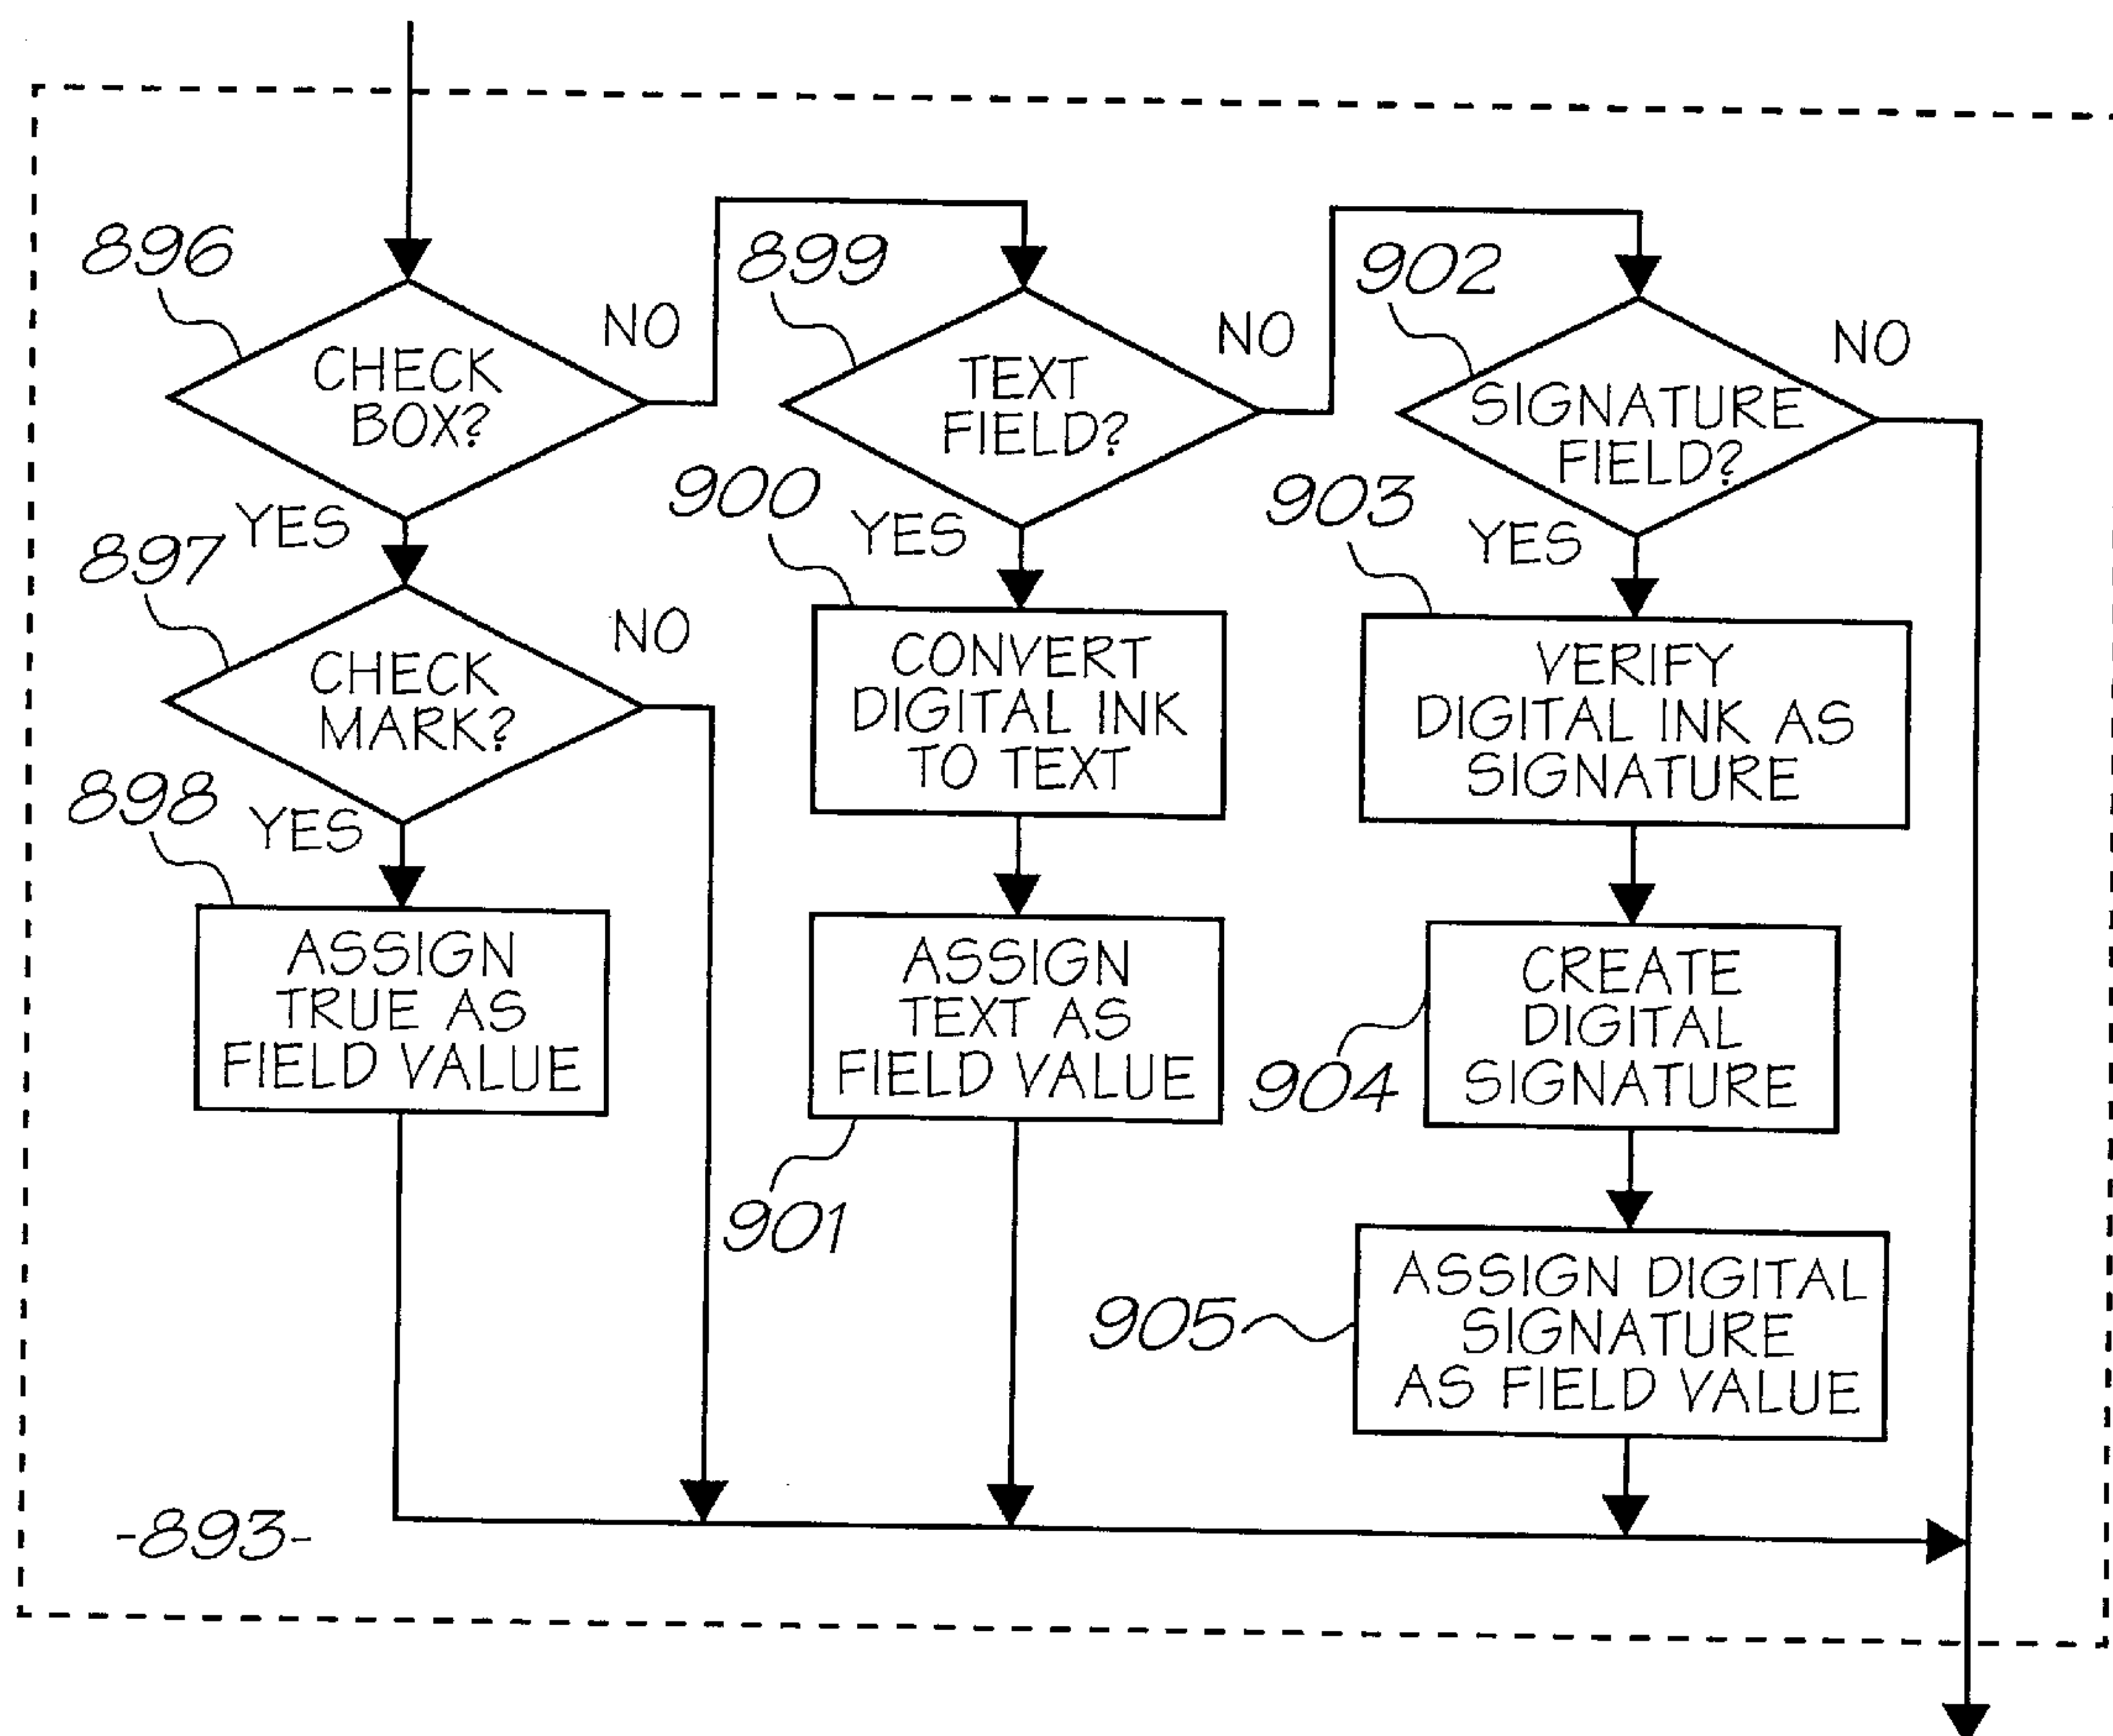 896
CHECK
BOX?
NO
YES
897
CHECK
MARK?
NO
YES
898
ASSIGN
TRUE AS
FIELD VALUE
899
TEXT
FIELD?
NO
YES
900
CONVERT
DIGITAL INK
TO TEXT
ASSIGN
TEXT AS
FIELD VALUE
901
902
SIGNATURE
FIELD?
NO
YES
903
VERIFY
DIGITAL INK AS
SIGNATURE
CREATE
DIGITAL
SIGNATURE
904
ASSIGN DIGITAL
SIGNATURE
AS FIELD VALUE
905
-893-